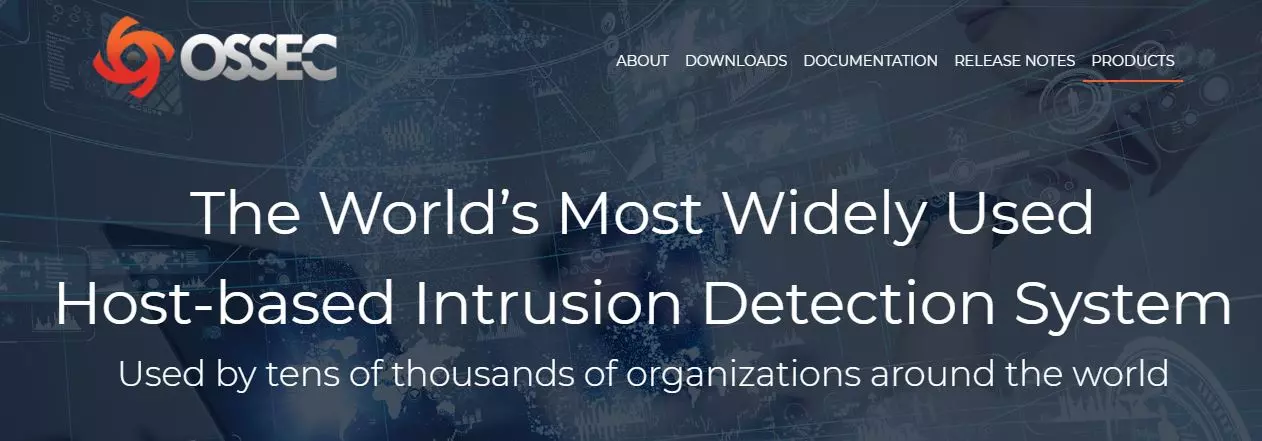 OSSEC
ABOUT DOWNLOADS DOCUMENTATION RELEASE NOTES PRODUCTS
The World’s Most Widely Used
Host-based Intrusion Detection System
Used by tens of thousands of organizations around the world